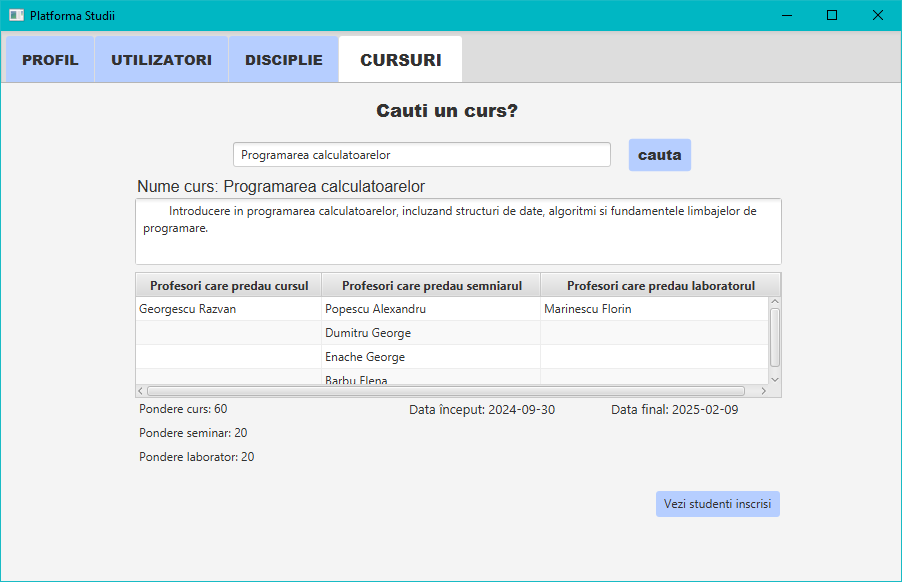 Platforma Studii
PROFIL UTILIZATORI DISCIPLIE CURSURI
Cauti un curs?
Programarea calculatoarelor cauta
Nume curs: Programarea calculatoarelor
Introducere in programarea calculatoarelor, incluzand structuri de date, algoritmi si fundamentele limbajelor de
programare.
Profesori care predau cursul Profesori care predau semniarul Profesori care predau laboratorul
Georgescu Razvan Popescu Alexandru Marinescu Florin
Dumitru George
Enache George
Barbu Elena
Pondere curs: 60 Data început: 2024-09-30 Data final: 2025-02-09
Pondere seminar: 20
Pondere laborator: 20
Vezi studenti inscrisi